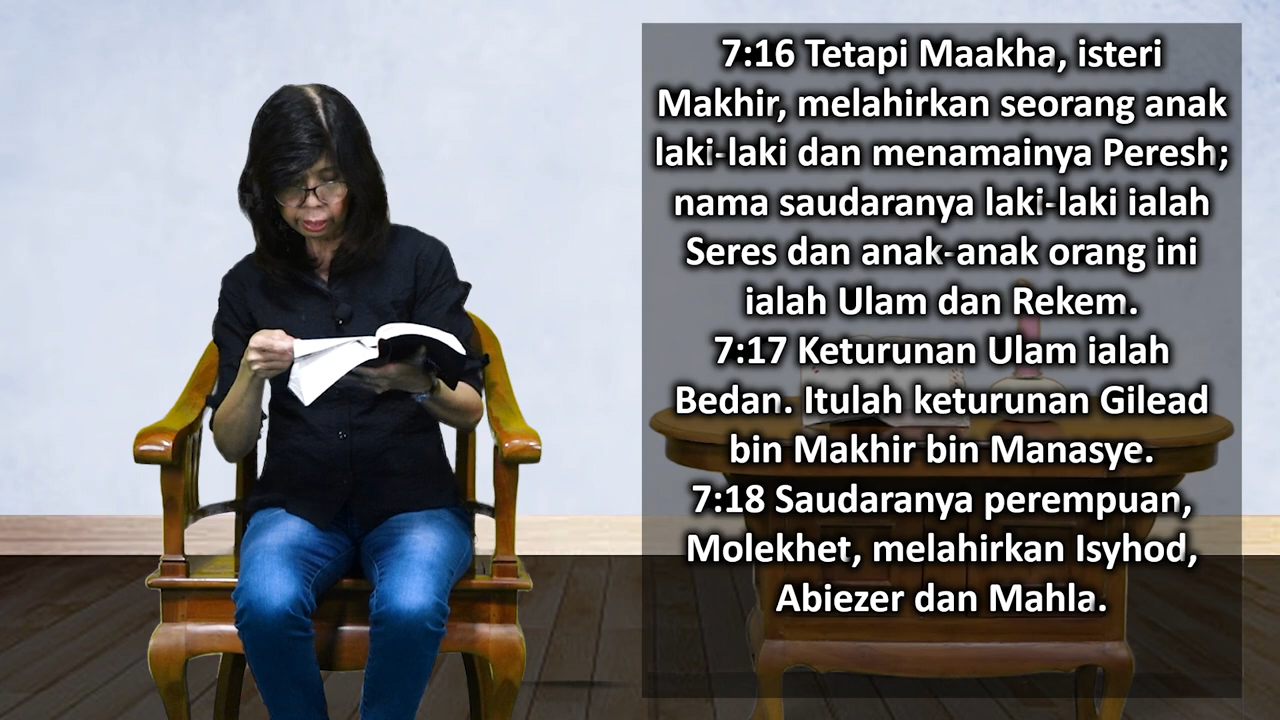 7:16 Tetapi Maakha, isteri
Makhir, melahirkan seorang anak
laki-laki dan menamainya Peresh;
nama saudaranya laki-laki ialah
Seres dan anak-anak orang ini
ialah Ulam dan Rekem.
7:17 Keturunan Ulam ialah
Bedan. Itulah keturunan Gilead
bin Makhir bin Manasye.
7:18 Saudaranya perempuan,
Molekhet, melahirkan Isyhod,
Abiezer dan Mahla.